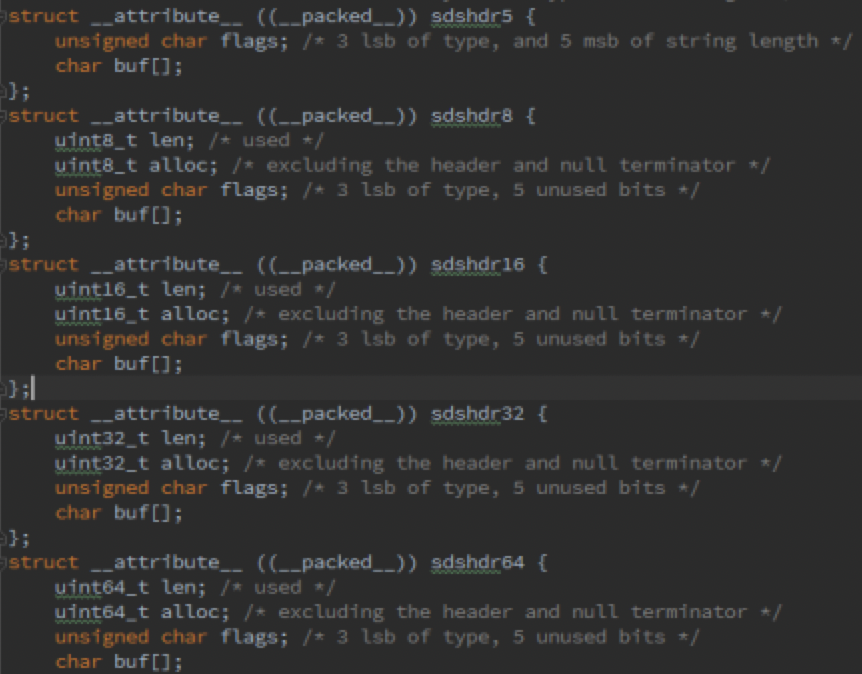 struct __attribute__ ((__packed__)) sdshdr5 {
    unsigned char flags; /* 3 lsb of type, and 5 msb of string length */
    char buf[];
};
struct __attribute__ ((__packed__)) sdshdr8 {
    uint8_t len; /* used */
    uint8_t alloc; /* excluding the header and null terminator */
    unsigned char flags; /* 3 lsb of type, 5 unused bits */
    char buf[];
};
struct __attribute__ ((__packed__)) sdshdr16 {
    uint16_t len; /* used */
    uint16_t alloc; /* excluding the header and null terminator */
    unsigned char flags; /* 3 lsb of type, 5 unused bits */
    char buf[];
};
struct __attribute__ ((__packed__)) sdshdr32 {
    uint32_t len; /* used */
    uint32_t alloc; /* excluding the header and null terminator */
    unsigned char flags; /* 3 lsb of type, 5 unused bits */
    char buf[];
};
struct __attribute__ ((__packed__)) sdshdr64 {
    uint64_t len; /* used */
    uint64_t alloc; /* excluding the header and null terminator */
    unsigned char flags; /* 3 lsb of type, 5 unused bits */
    char buf[];